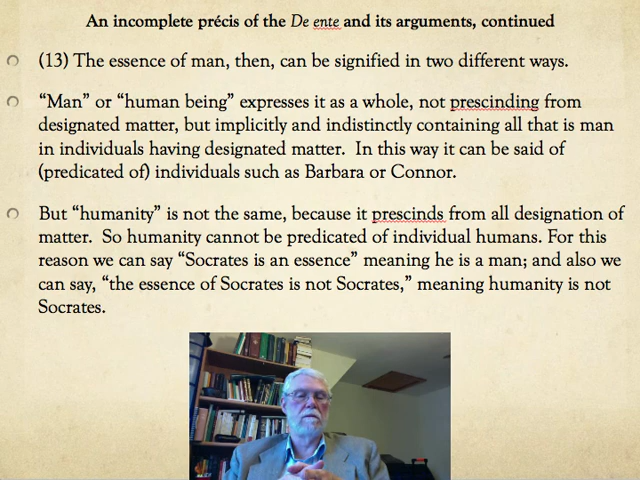 An incomplete précis of the De ente and its arguments, continued
(13) The essence of man, then, can be signified in two different ways.
“Man” or “human being” expresses it as a whole, not prescinding from
designated matter, but implicitly and indistinctly containing all that is man
in individuals having designated matter. In this way it can be said of
(predicated of) individuals such as Barbara or Connor.
But “humanity” is not the same, because it prescinds from all designation of
matter. So humanity cannot be predicated of individual humans. For this
reason we can say “Socrates is an essence” meaning he is a man; and also we
can say, “the essence of Socrates is not Socrates,” meaning humanity is not
Socrates.